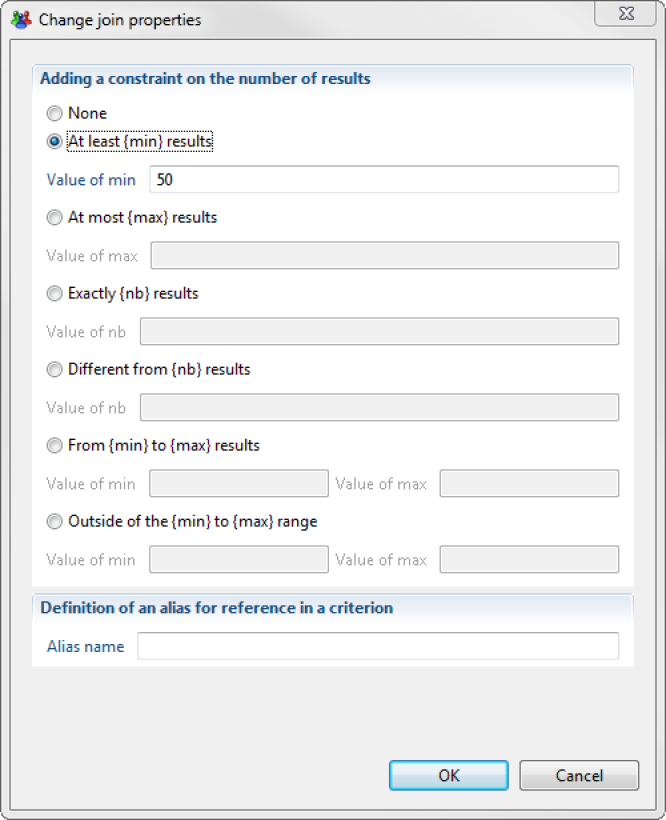 Change join properties
Adding a constraint on the number of results
None
At least {min} results
Value of min 50
At most {max} results
Value of max
Exactly {nb} results
Value of nb
Different from {nb} results
Value of nb
From {min} to {max} results
Value of min Value of max
Outside of the {min} to {max} range
Value of min Value of max
Definition of an alias for reference in a criterion
Alias name
OK Cancel